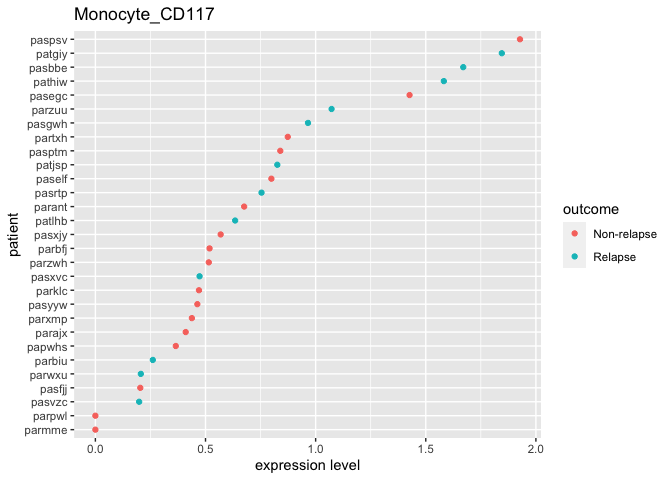 Monocyte_CD117
paspsv
patgiy
pasbbe
pathiw
pasegc
parzuu
pasgwh
partxh
pasptm
patjsp
paself
pasrtp
parant
patlhb
pasxjy
parbfj
parzwh
pasxvc
parklc
pasyyw
parxmp
parajx
papwhs
parbiu
parwxu
pasfjj
pasvzc
parpwl
parmme
patient
0.0 0.5 1.0 1.5 2.0
expression level
outcome
Non-relapse
Relapse